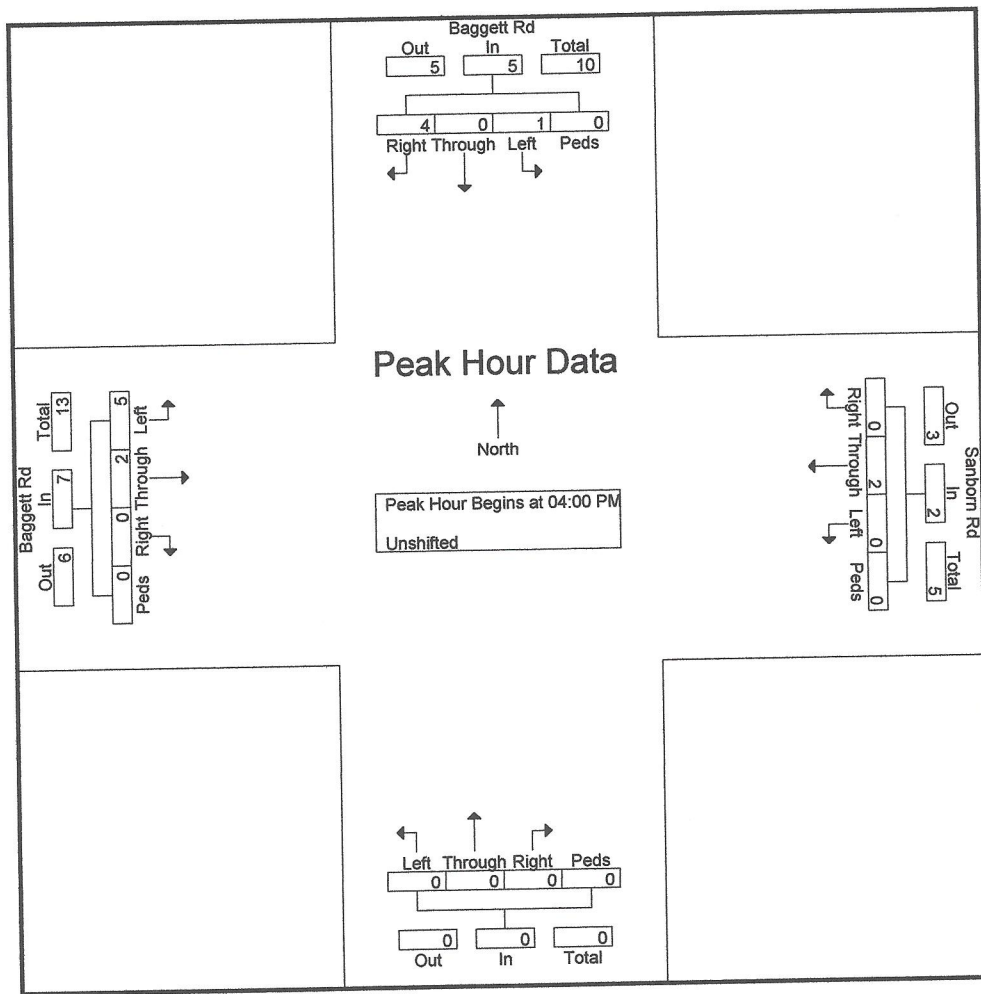 Baggett Rd
Out In Total
5 5 10
4 0 1 0
Right Through Left Peds
Peak Hour Data
North
Peak Hour Begins at 04:00 PM
Unshifted
Baggett Rd
Total In Out
13 7 6
5 2 0 0
Left Through Right Peds
Sanborn Rd
Out In Total
3 2 5
0 2 0 0
Right Through Left Peds
Left Through Right Peds
0 0 0 0
0 0 0
Out In Total